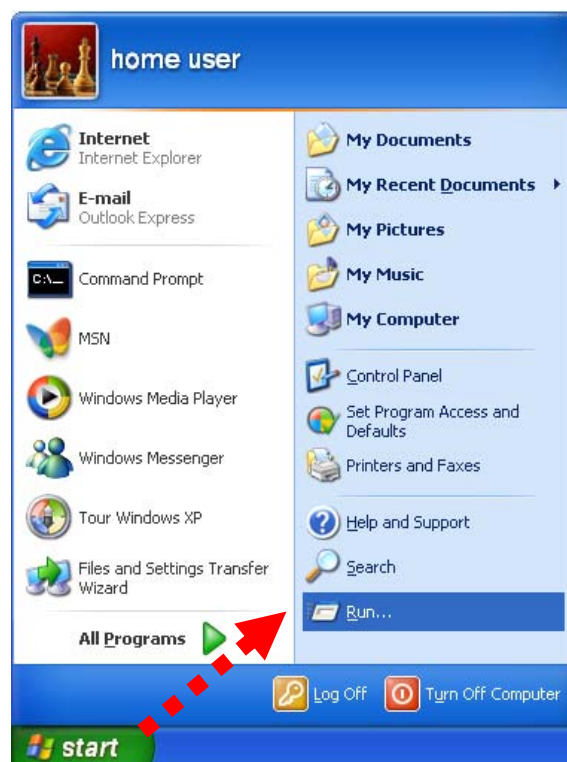 home user
Internet
Internet Explorer
E-mail
Outlook Express
C:\_
Command Prompt
MSN
Windows Media Player
Windows Messenger
Tour Windows XP
Files and Settings Transfer
Wizard
All Programs
My Documents
My Recent Documents
My Pictures
My Music
My Computer
Control Panel
Set Program Access and
Defaults
Printers and Faxes
Help and Support
Search
Run...
Log Off
Turn Off Computer
start